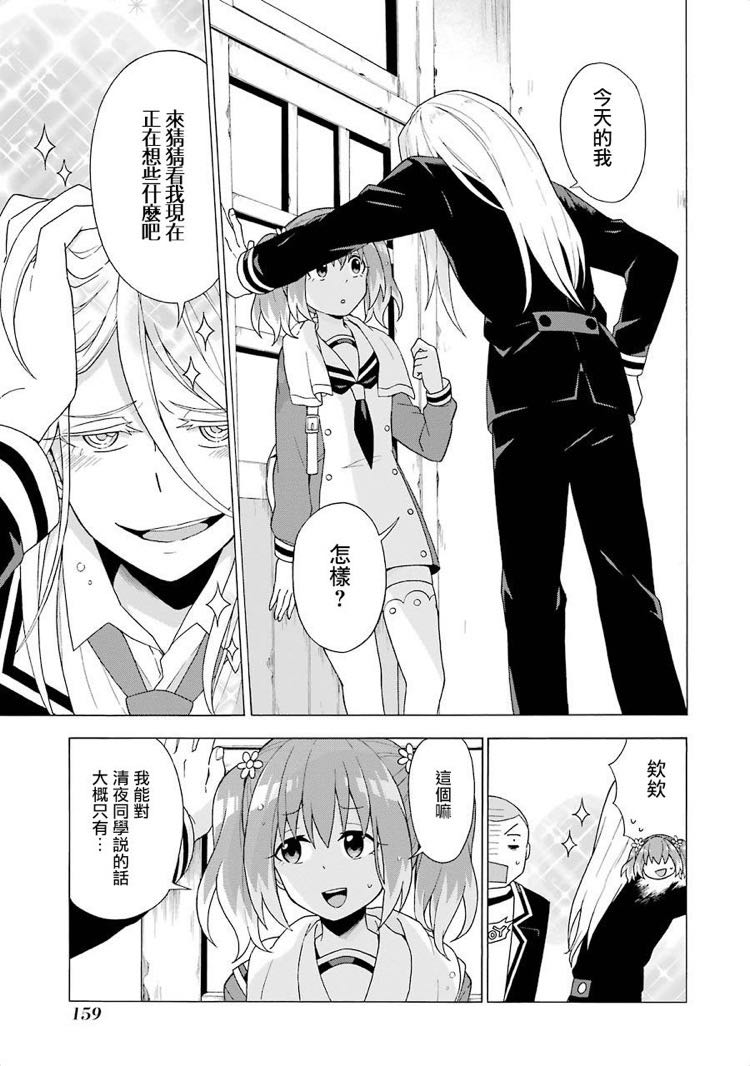 今天的我
怎樣？
來猜猜看我現在
正在想些什麼吧
欸欸
這個嘛
我能對
清夜同學說的話
大概只有…
159